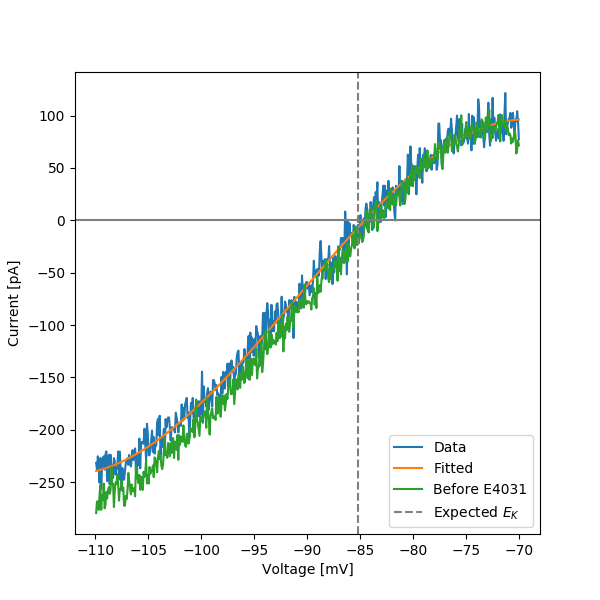 100
50
0
−50
−100
−150
−200
−250
Current [pA]
Data
Fitted
Before E4031
Expected E_K
−110
−105
−100
−95
−90
−85
−80
−75
−70
Voltage [mV]